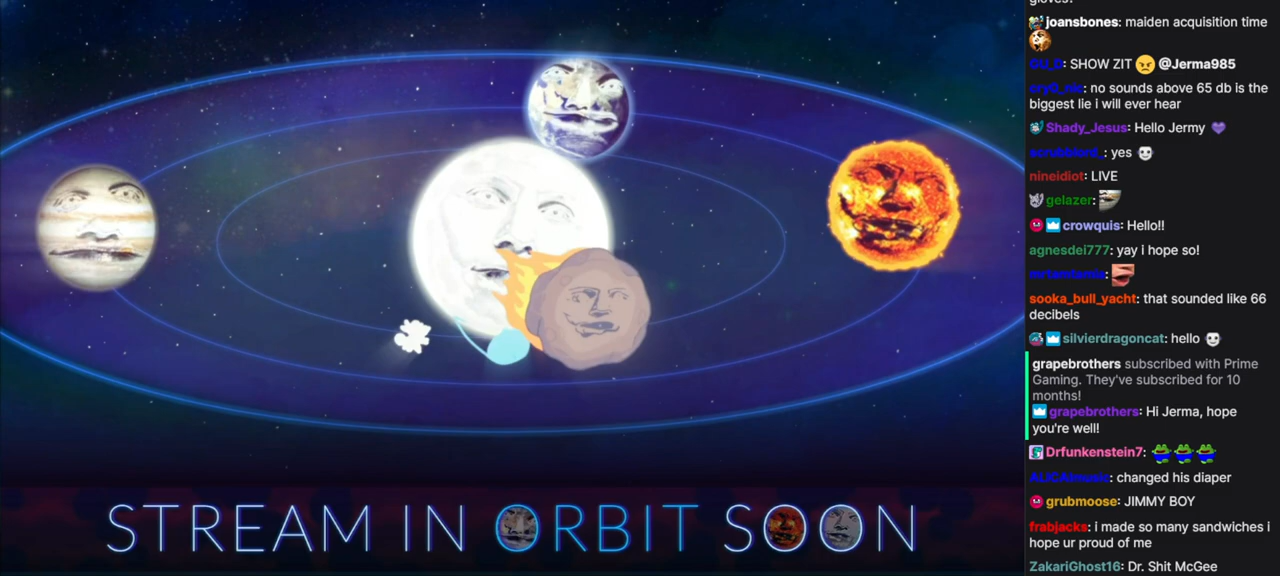 gloves?
joansbones: maiden acquisition time
SHOW ZIT @Jerma985
cry0_nic: no sounds above 65 db is the
biggest lie i will ever hear
Shady_Jesus: Hello Jermy
: yes
nineidiot: LIVE
gelazer:
crowquis: Hello!!
agnesdei777: yay i hope so!
sooka_bull_yacht: that sounded like 66
decibels
silvierdragoncat: hello
grapebrothers subscribed with Prime
Gaming. They've subscribed for 10
months!
grapebrothers: Hi Jerma, hope
you're well!
Drfunkenstein7:
: changed his diaper
grubmoose: JIMMY BOY
frabjacks: i made so many sandwiches i
hope ur proud of me
ZakariGhost16: Dr. Shit McGee
STREAM IN ORBIT SOON